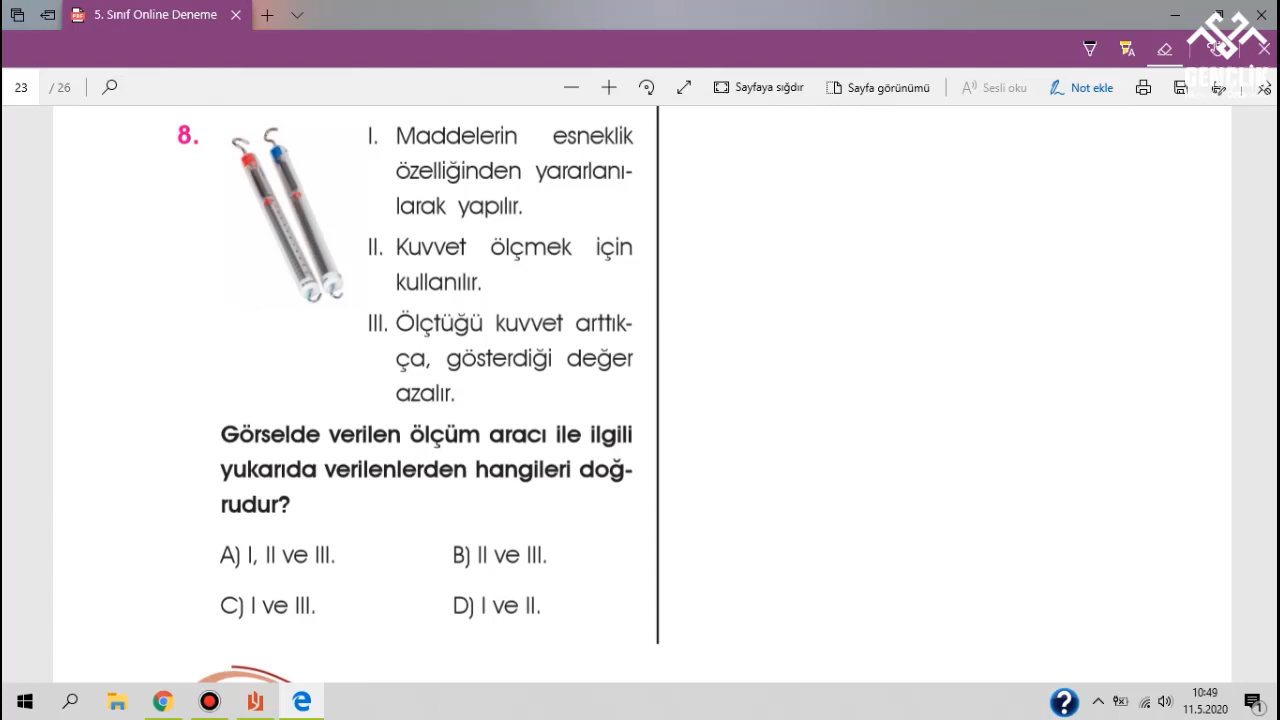 5. Sınıf Online Deneme
GENÇLİK
23 / 26
Sayfaya sığdır
Sayfa görünümü
Sesli oku
Not ekle
8.
I. Maddelerin esneklik
özelliğinden yararlanı-
larak yapılır.
II. Kuvvet ölçmek için
kullanılır.
III. Ölçtüğü kuvvet arttık-
ça, gösterdiği değer
azalır.
Görselde verilen ölçüm aracı ile ilgili
yukarıda verilenlerden hangileri doğ-
rudur?
A) I, II ve III. B) II ve III.
C) I ve III. D) I ve II.
10:49
11.5.2020